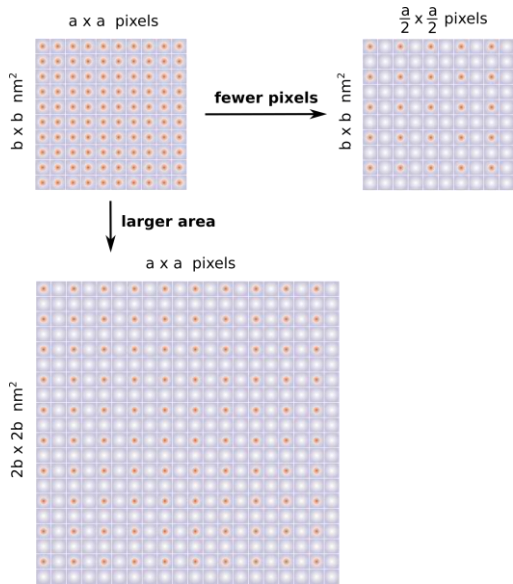 a x a pixels
a/2 x a/2 pixels
b x b nm²
fewer pixels
b x b nm²
larger area
a x a pixels
2b x 2b nm²